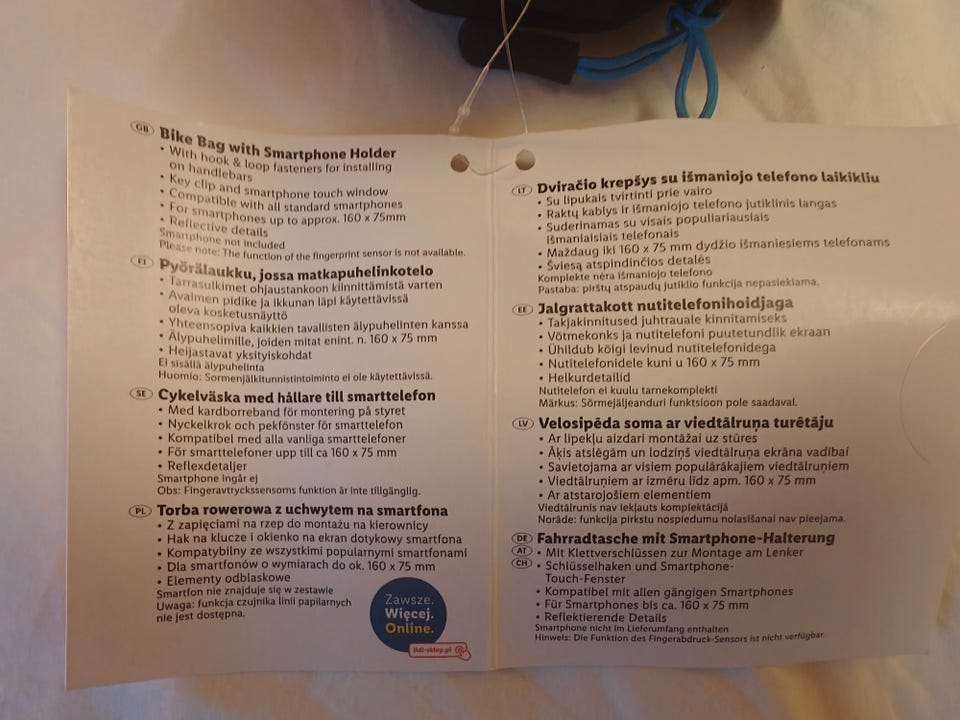 GB Bike Bag with Smartphone Holder
• With hook & loop fasteners for installing
on handlebars
• Key clip and smartphone touch window
• Compatible with all standard smartphones
• For smartphones up to approx. 160 x 75mm
• Reflective details
Smartphone not included
Please note: The function of the fingerprint sensor is not available.
FI Pyörälaukku, jossa matkapuhelinkotelo
• Tarrasulkimet ohjaustankoon kiinnittämistä varten
• Avaimen pidike ja ikkunan läpi käytettävissä
oleva kosketusnäyttö
• Yhteensopiva kaikkien tavallisten älypuhelinten kanssa
• Älypuhelimille, joiden mitat enint. n. 160 x 75 mm
• Heijastavat yksityiskohdat
Ei sisällä älypuhelinta
Huomio: Sormenjälkitunnistintoiminto ei ole käytettävissä.
SE Cykelväska med hållare till smarttelefon
• Med kardborreband för montering på styret
• Nyckelkrok och pekfönster för smarttelefon
• Kompatibel med alla vanliga smarttelefoner
• För smarttelefoner upp till ca 160 x 75 mm
• Reflexdetaljer
Smartphone ingår ej
Obs: Fingeravtryckssensorns funktion är inte tillgänglig.
PL Torba rowerowa z uchwytem na smartfona
• Z zapięciami na rzep do montażu na kierownicy
• Hak na klucze i okienko na ekran dotykowy smartfona
• Kompatybilny ze wszystkimi popularnymi smartfonami
• Dla smartfonów o wymiarach do ok. 160 x 75 mm
• Elementy odblaskowe
Smartfon nie znajduje się w zestawie
Uwaga: funkcja czujnika linii papilarnych
nie jest dostępna.
Zawsze.
Więcej.
Online.
lidl-sklep.pl
LT Dviračio krepšys su išmaniojo telefono laikikliu
• Su lipukais tvirtinti prie vairo
• Raktų kablys ir išmaniojo telefono jutiklinis langas
• Suderinamas su visais populiariausiais
išmaniaisiais telefonais
• Maždaug iki 160 x 75 mm dydžio išmaniesiems telefonams
• Šviesą atspindinčios detalės
Komplekte nėra išmaniojo telefono
Pastaba: pirštų atspaudų jutiklio funkcija nepasiekiama.
EE Jalgrattakott nutitelefonihoidjaga
• Takjakinnitused juhtrauale kinnitamiseks
• Võtmekonks ja nutitelefoni puutetundlik ekraan
• Ühildub kõigi levinud nutitelefonidega
• Nutitelefonidele kuni u 160 x 75 mm
• Helkurdetailid
Nutitelefon ei kuulu tarnekomplekti
Märkus: Sõrmejäljeanduri funktsioon pole saadaval.
LV Velosipēda soma ar viedtālruņa turētāju
• Ar lipekļu aizdari montāžai uz stūres
• Āķis atslēgām un lodziņš viedtālruņa ekrāna vadībai
• Savietojama ar visiem populārākajiem viedtālruņiem
• Viedtālruņiem ar izmēru līdz apm. 160 x 75 mm
• Ar atstarojošiem elementiem
Viedtālrunis nav iekļauts komplektācijā
Norāde: funkcija pirkstu nospiedumu nolasīšanai nav pieejama.
DE AT CH Fahrradtasche mit Smartphone-Halterung
• Mit Klettverschlüssen zur Montage am Lenker
• Schlüsselhaken und Smartphone-
Touch-Fenster
• Kompatibel mit allen gängigen Smartphones
• Für Smartphones bis ca. 160 x 75 mm
• Reflektierende Details
Smartphone nicht im Lieferumfang enthalten
Hinweis: Die Funktion des Fingerabdruck-Sensors ist nicht verfügbar.